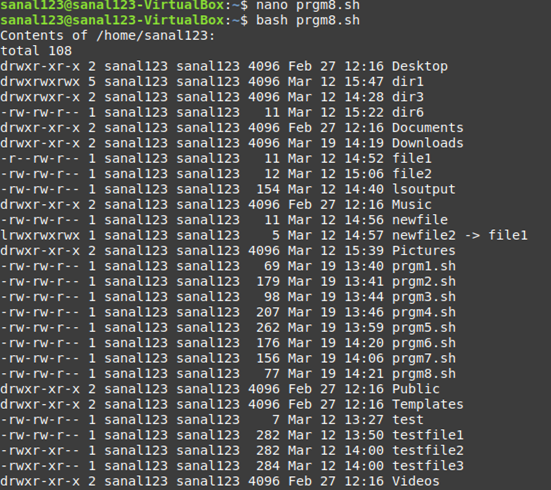 sanal123@sanal123-VirtualBox:~$ nano prgm8.sh
sanal123@sanal123-VirtualBox:~$ bash prgm8.sh
Contents of /home/sanal123:
total 108
drwxr-xr-x 2 sanal123 sanal123 4096 Feb 27 12:16 Desktop
drwxrwxrwx 5 sanal123 sanal123 4096 Mar 12 15:47 dir1
drwxrwxr-x 2 sanal123 sanal123 4096 Mar 12 14:28 dir3
-rw-rw-r-- 1 sanal123 sanal123   11 Mar 12 15:22 dir6
drwxr-xr-x 2 sanal123 sanal123 4096 Feb 27 12:16 Documents
drwxr-xr-x 2 sanal123 sanal123 4096 Mar 19 14:19 Downloads
-r--rw-r-- 1 sanal123 sanal123   11 Mar 12 14:52 file1
-rw-rw-r-- 1 sanal123 sanal123   12 Mar 12 15:06 file2
-rw-rw-r-- 1 sanal123 sanal123  154 Mar 12 14:40 lsoutput
drwxr-xr-x 2 sanal123 sanal123 4096 Feb 27 12:16 Music
-rw-rw-r-- 1 sanal123 sanal123   11 Mar 12 14:56 newfile
lrwxrwxrwx 1 sanal123 sanal123    5 Mar 12 14:57 newfile2 -> file1
drwxr-xr-x 2 sanal123 sanal123 4096 Mar 12 15:39 Pictures
-rw-rw-r-- 1 sanal123 sanal123   69 Mar 19 13:40 prgm1.sh
-rw-rw-r-- 1 sanal123 sanal123  179 Mar 19 13:41 prgm2.sh
-rw-rw-r-- 1 sanal123 sanal123   98 Mar 19 13:44 prgm3.sh
-rw-rw-r-- 1 sanal123 sanal123  207 Mar 19 13:46 prgm4.sh
-rw-rw-r-- 1 sanal123 sanal123  262 Mar 19 13:59 prgm5.sh
-rw-rw-r-- 1 sanal123 sanal123  176 Mar 19 14:20 prgm6.sh
-rw-rw-r-- 1 sanal123 sanal123  156 Mar 19 14:06 prgm7.sh
-rw-rw-r-- 1 sanal123 sanal123   77 Mar 19 14:21 prgm8.sh
drwxr-xr-x 2 sanal123 sanal123 4096 Feb 27 12:16 Public
drwxr-xr-x 2 sanal123 sanal123 4096 Feb 27 12:16 Templates
-rw-rw-r-- 1 sanal123 sanal123    7 Mar 12 13:27 test
-rw-rw-r-- 1 sanal123 sanal123  282 Mar 12 13:50 testfile1
-rwxr-xr-- 1 sanal123 sanal123  282 Mar 12 14:00 testfile2
-rwxr-xr-- 1 sanal123 sanal123  284 Mar 12 14:00 testfile3
drwxr-xr-x 2 sanal123 sanal123 4096 Feb 27 12:16 Videos